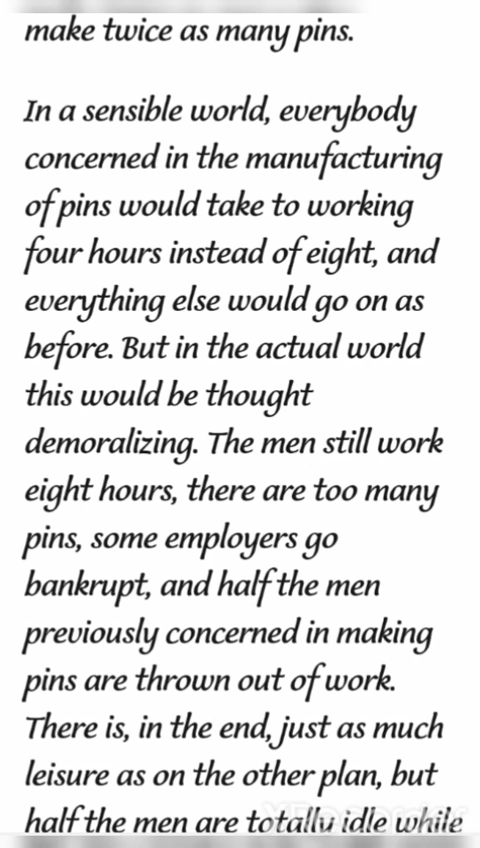 make twice as many pins.
In a sensible world, everybody
concerned in the manufacturing
of pins would take to working
four hours instead of eight, and
everything else would go on as
before. But in the actual world
this would be thought
demoralizing. The men still work
eight hours, there are too many
pins, some employers go
bankrupt, and half the men
previously concerned in making
pins are thrown out of work.
There is, in the end, just as much
leisure as on the other plan, but
half the men are totally idle while